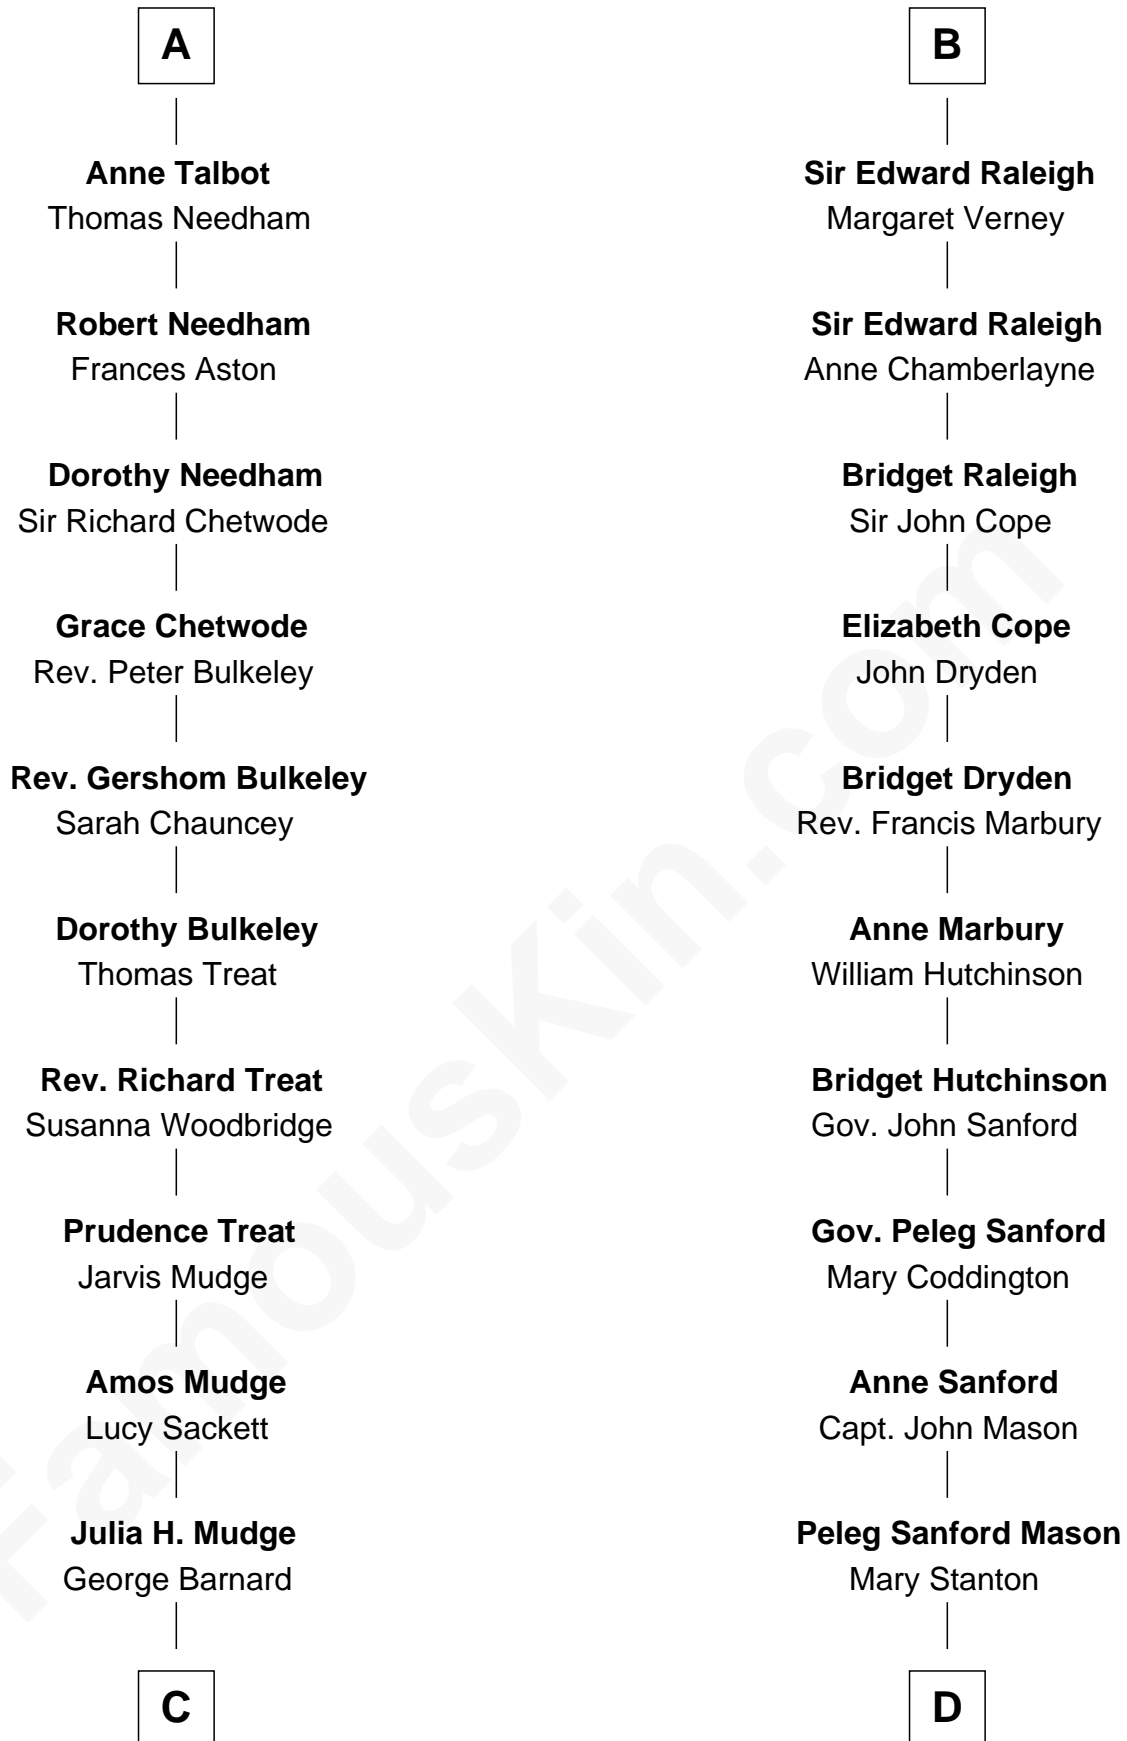 A
Anne Talbot
Thomas Needham
Robert Needham
Frances Aston
Dorothy Needham
Sir Richard Chetwode
Grace Chetwode
Rev. Peter Bulkeley
Rev. Gershom Bulkeley
Sarah Chauncey
Dorothy Bulkeley
Thomas Treat
Rev. Richard Treat
Susanna Woodbridge
Prudence Treat
Jarvis Mudge
Amos Mudge
Lucy Sackett
Julia H. Mudge
George Barnard
C
B
Sir Edward Raleigh
Margaret Verney
Sir Edward Raleigh
Anne Chamberlayne
Bridget Raleigh
Sir John Cope
Elizabeth Cope
John Dryden
Bridget Dryden
Rev. Francis Marbury
Anne Marbury
William Hutchinson
Bridget Hutchinson
Gov. John Sanford
Gov. Peleg Sanford
Mary Coddington
Anne Sanford
Capt. John Mason
Peleg Sanford Mason
Mary Stanton
D
FamousKin.com